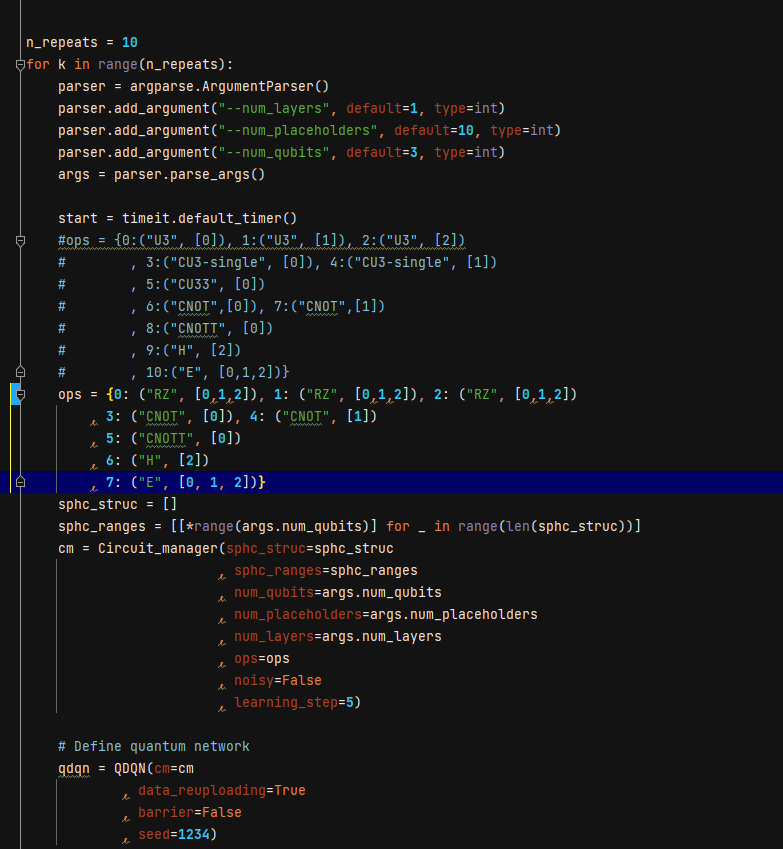 n_repeats = 10
for k in range(n_repeats):
    parser = argparse.ArgumentParser()
    parser.add_argument("--num_layers", default=1, type=int)
    parser.add_argument("--num_placeholders", default=10, type=int)
    parser.add_argument("--num_qubits", default=3, type=int)
    args = parser.parse_args()
    start = timeit.default_timer()
    #ops = {0:("U3", [0]), 1:("U3", [1]), 2:("U3", [2])
    #        , 3:("CU3-single", [0]), 4:("CU3-single", [1])
    #        , 5:("CU33", [0])
    #        , 6:("CNOT",[0]), 7:("CNOT",[1])
    #        , 8:("CNOTT", [0])
    #        , 9:("H", [2])
    #        , 10:("E", [0,1,2])}
    ops = {0: ("RZ", [0,1,2]), 1: ("RZ", [0,1,2]), 2: ("RZ", [0,1,2])
        , 3: ("CNOT", [0]), 4: ("CNOT", [1])
        , 5: ("CNOTT", [0])
        , 6: ("H", [2])
        , 7: ("E", [0, 1, 2])}
    sphc_struc = []
    sphc_ranges = [[*range(args.num_qubits)] for _ in range(len(sphc_struc))]
    cm = Circuit_manager(sphc_struc=sphc_struc
                        , sphc_ranges=sphc_ranges
                        , num_qubits=args.num_qubits
                        , num_placeholders=args.num_placeholders
                        , num_layers=args.num_layers
                        , ops=ops
                        , noisy=False
                        , learning_step=5)
    # Define quantum network
    qdqn = QDQN(cm=cm
            , data_reuploading=True
            , barrier=False
            , seed=1234)